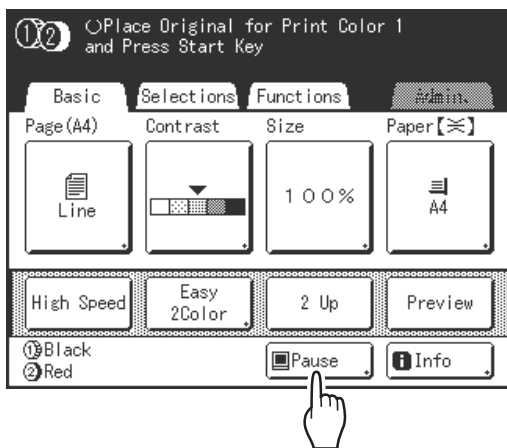 ①② Place Original for Print Color 1
and Press Start Key
Basic Selections Functions Admin.
Page(A4) Contrast Size Paper【 】
Line 100% A4
High Speed Easy 2Color 2 Up Preview
①Black
②Red
Pause Info